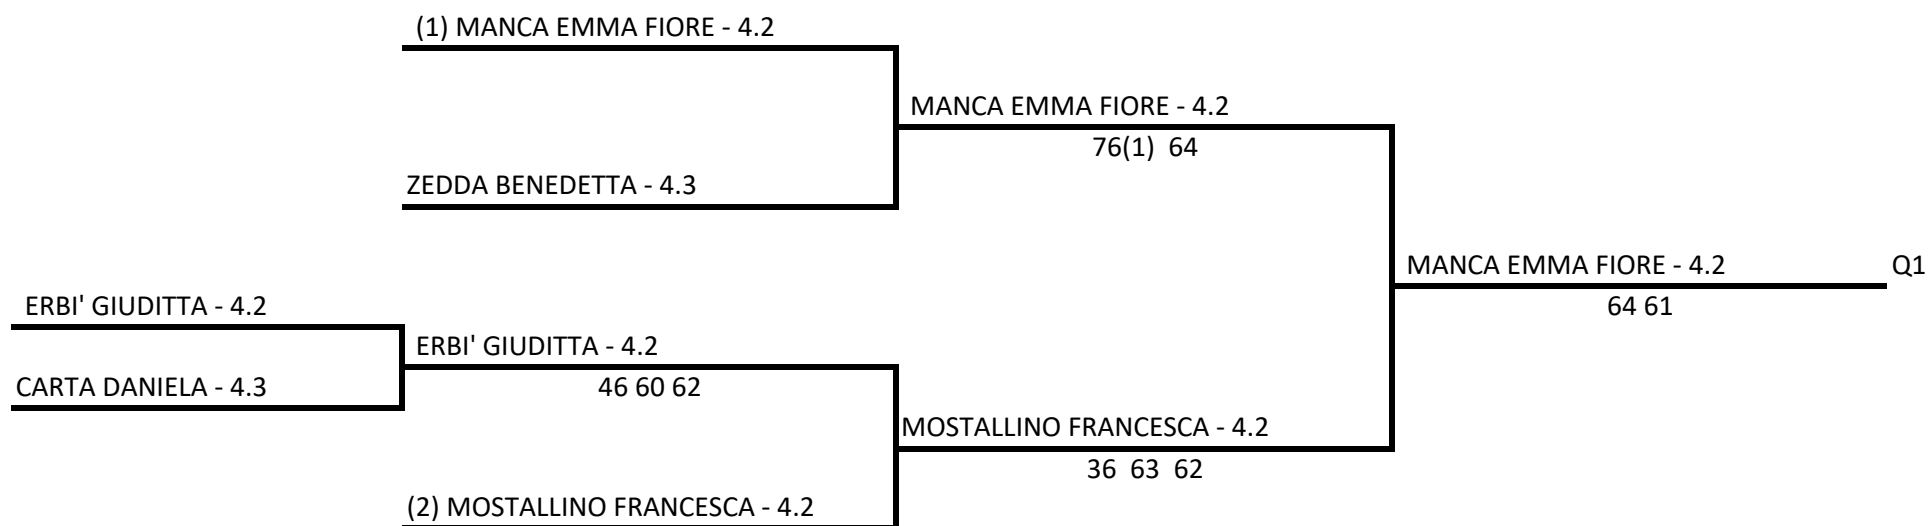 (1) MANCA EMMA FIORE - 4.2
MANCA EMMA FIORE - 4.2
76(1) 64
ZEDDA BENEDETTA - 4.3
MANCA EMMA FIORE - 4.2 Q1
64 61
ERBI' GIUDITTA - 4.2
ERBI' GIUDITTA - 4.2
46 60 62
CARTA DANIELA - 4.3
MOSTALLINO FRANCESCA - 4.2
36 63 62
(2) MOSTALLINO FRANCESCA - 4.2